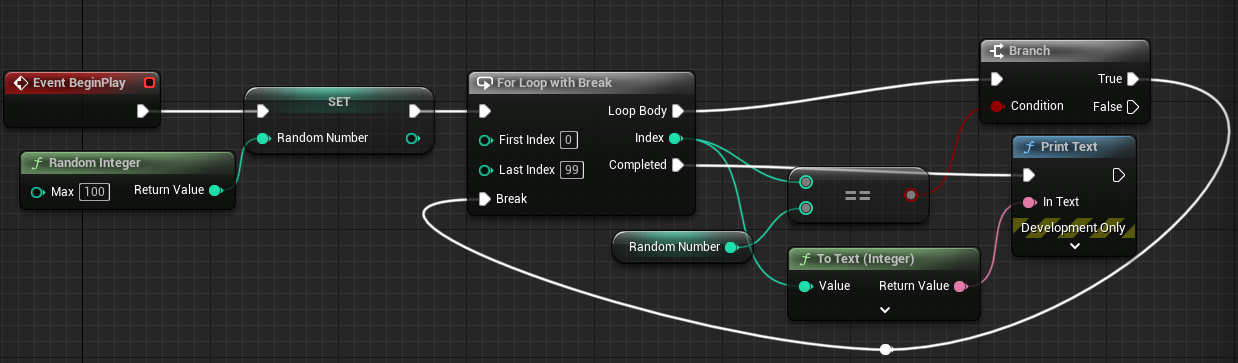 Event BeginPlay
Random Integer
Max 100 Return Value
SET
Random Number
For Loop with Break
Loop Body
First Index 0 Index
Last Index 99 Completed
Break
Random Number
==
To Text (Integer)
Value Return Value
Branch
True
Condition False
Print Text
In Text
Development Only